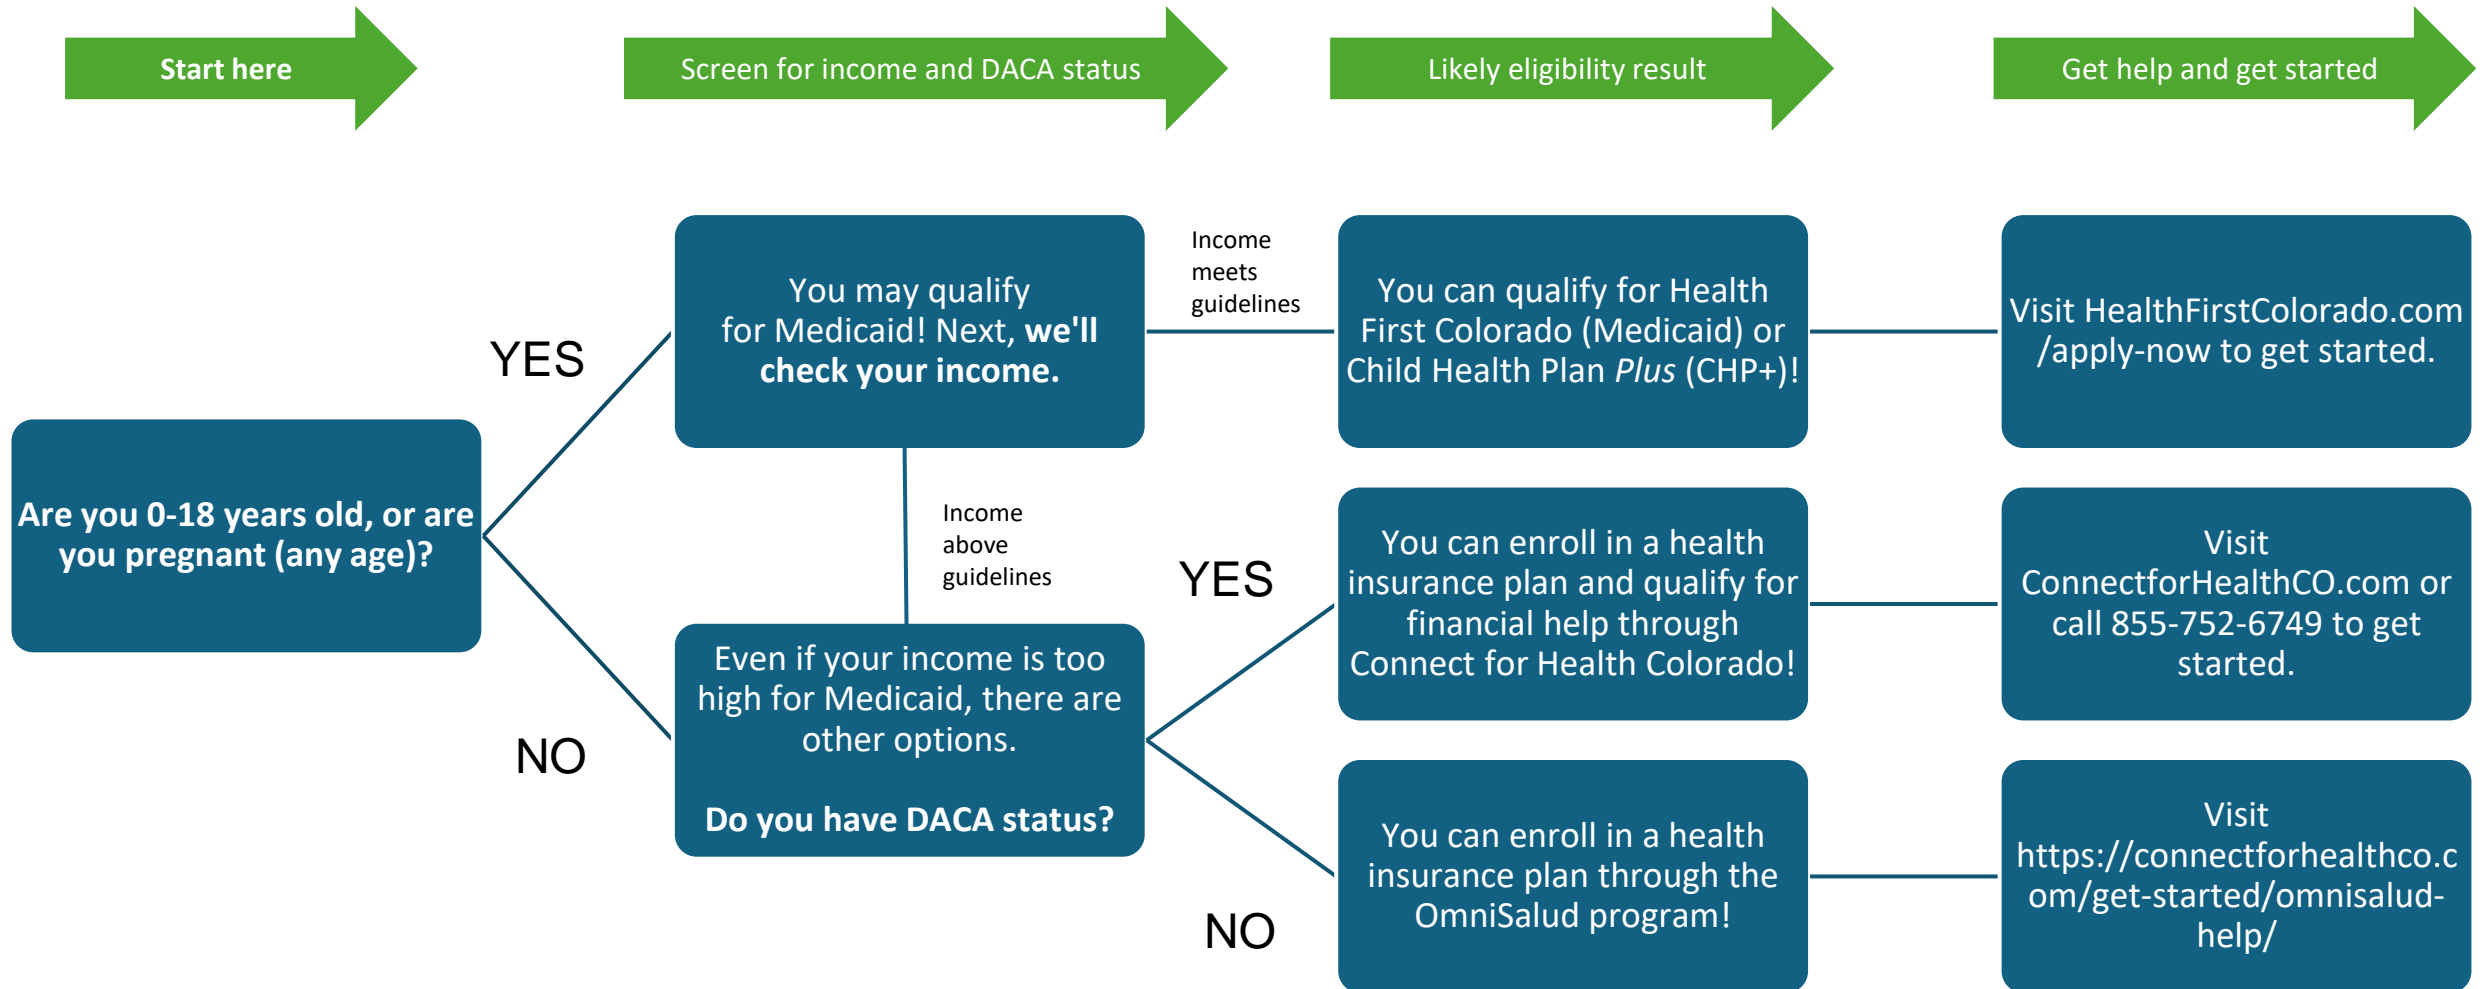 Start here
Screen for income and DACA status
Likely eligibility result
Get help and get started
Are you 0-18 years old, or are
you pregnant (any age)?
YES
NO
You may qualify
for Medicaid! Next, we'll
check your income.
Income
meets
guidelines
Income
above
guidelines
Even if your income is too
high for Medicaid, there are
other options.
Do you have DACA status?
YES
NO
You can qualify for Health
First Colorado (Medicaid) or
Child Health Plan Plus (CHP+)!
Visit HealthFirstColorado.com
/apply-now to get started.
You can enroll in a health
insurance plan and qualify for
financial help through
Connect for Health Colorado!
Visit
ConnectforHealthCO.com or
call 855-752-6749 to get
started.
You can enroll in a health
insurance plan through the
OmniSalud program!
Visit
https://connectforhealthco.c
om/get-started/omnisalud-
help/